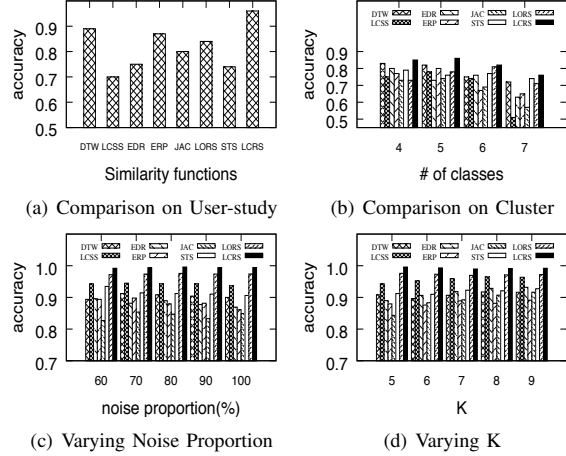 accuracy
0.9
0.8
0.7
0.6
0.5
DTW LCSS EDR ERP JAC LORS STS LCRS
Similarity functions
(a) Comparison on User-study
accuracy
DTW EDR JAC LORS
LCSS ERP STS LCRS
0.9
0.8
0.7
0.6
0.5
4 5 6 7
# of classes
(b) Comparison on Cluster
accuracy
DTW EDR JAC LORS
LCSS ERP STS LCRS
1.0
0.9
0.8
0.7
60 70 80 90 100
noise proportion(%)
(c) Varying Noise Proportion
accuracy
DTW EDR JAC LORS
LCSS ERP STS LCRS
1.0
0.9
0.8
0.7
5 6 7 8 9
K
(d) Varying K